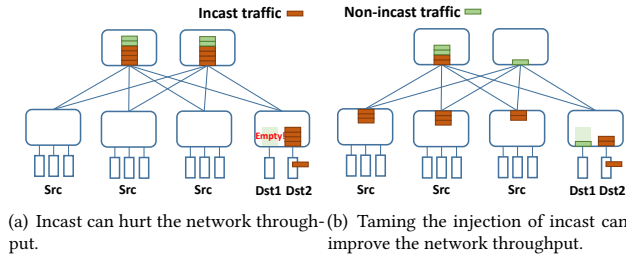 Incast traffic Non-incast traffic
Empty!
Src Src Src Dst1 Dst2 Src Src Src Dst1 Dst2
(a) Incast can hurt the network through-
put.
(b) Taming the injection of incast can
improve the network throughput.